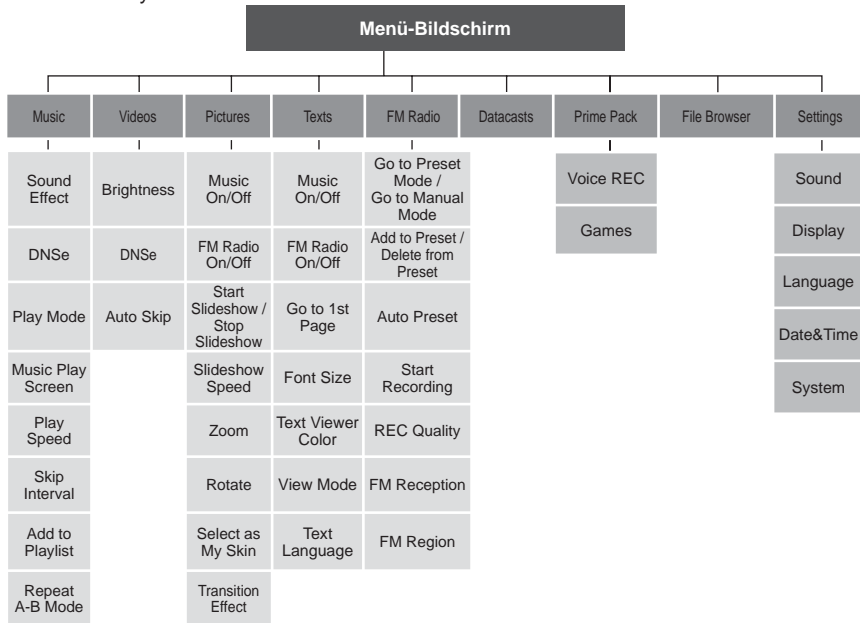 Menü-Bildschirm
Music
Videos
Pictures
Texts
FM Radio
Datacasts
Prime Pack
File Browser
Settings
Sound
Effect
DNSe
Play Mode
Music Play
Screen
Play
Speed
Skip
Interval
Add to
Playlist
Repeat
A-B Mode
Brightness
DNSe
Auto Skip
Music
On/Off
FM Radio
On/Off
Start
Slideshow /
Stop
Slideshow
Slideshow
Speed
Zoom
Rotate
Select as
My Skin
Transition
Effect
Music
On/Off
FM Radio
On/Off
Go to 1st
Page
Font Size
Text Viewer
Color
View Mode
Text
Language
Go to Preset
Mode /
Go to Manual
Mode
Add to Preset /
Delete from
Preset
Auto Preset
Start
Recording
REC Quality
FM Reception
FM Region
Voice REC
Games
Sound
Display
Language
Date&Time
System